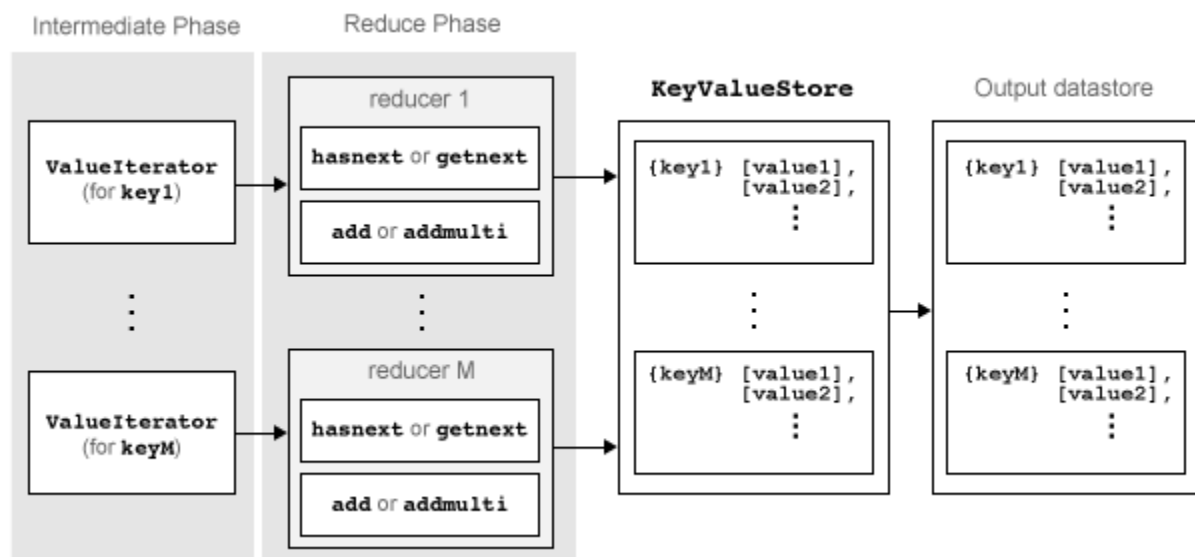 Intermediate Phase
Reduce Phase
ValueIterator
(for key1)
reducer 1
hasnext or getnext
add or addmulti
KeyValueStore
{key1} [value1],
[value2],
Output datastore
{key1} [value1],
[value2],
ValueIterator
(for keyM)
reducer M
hasnext or getnext
add or addmulti
{keyM} [value1],
[value2],
{keyM} [value1],
[value2],